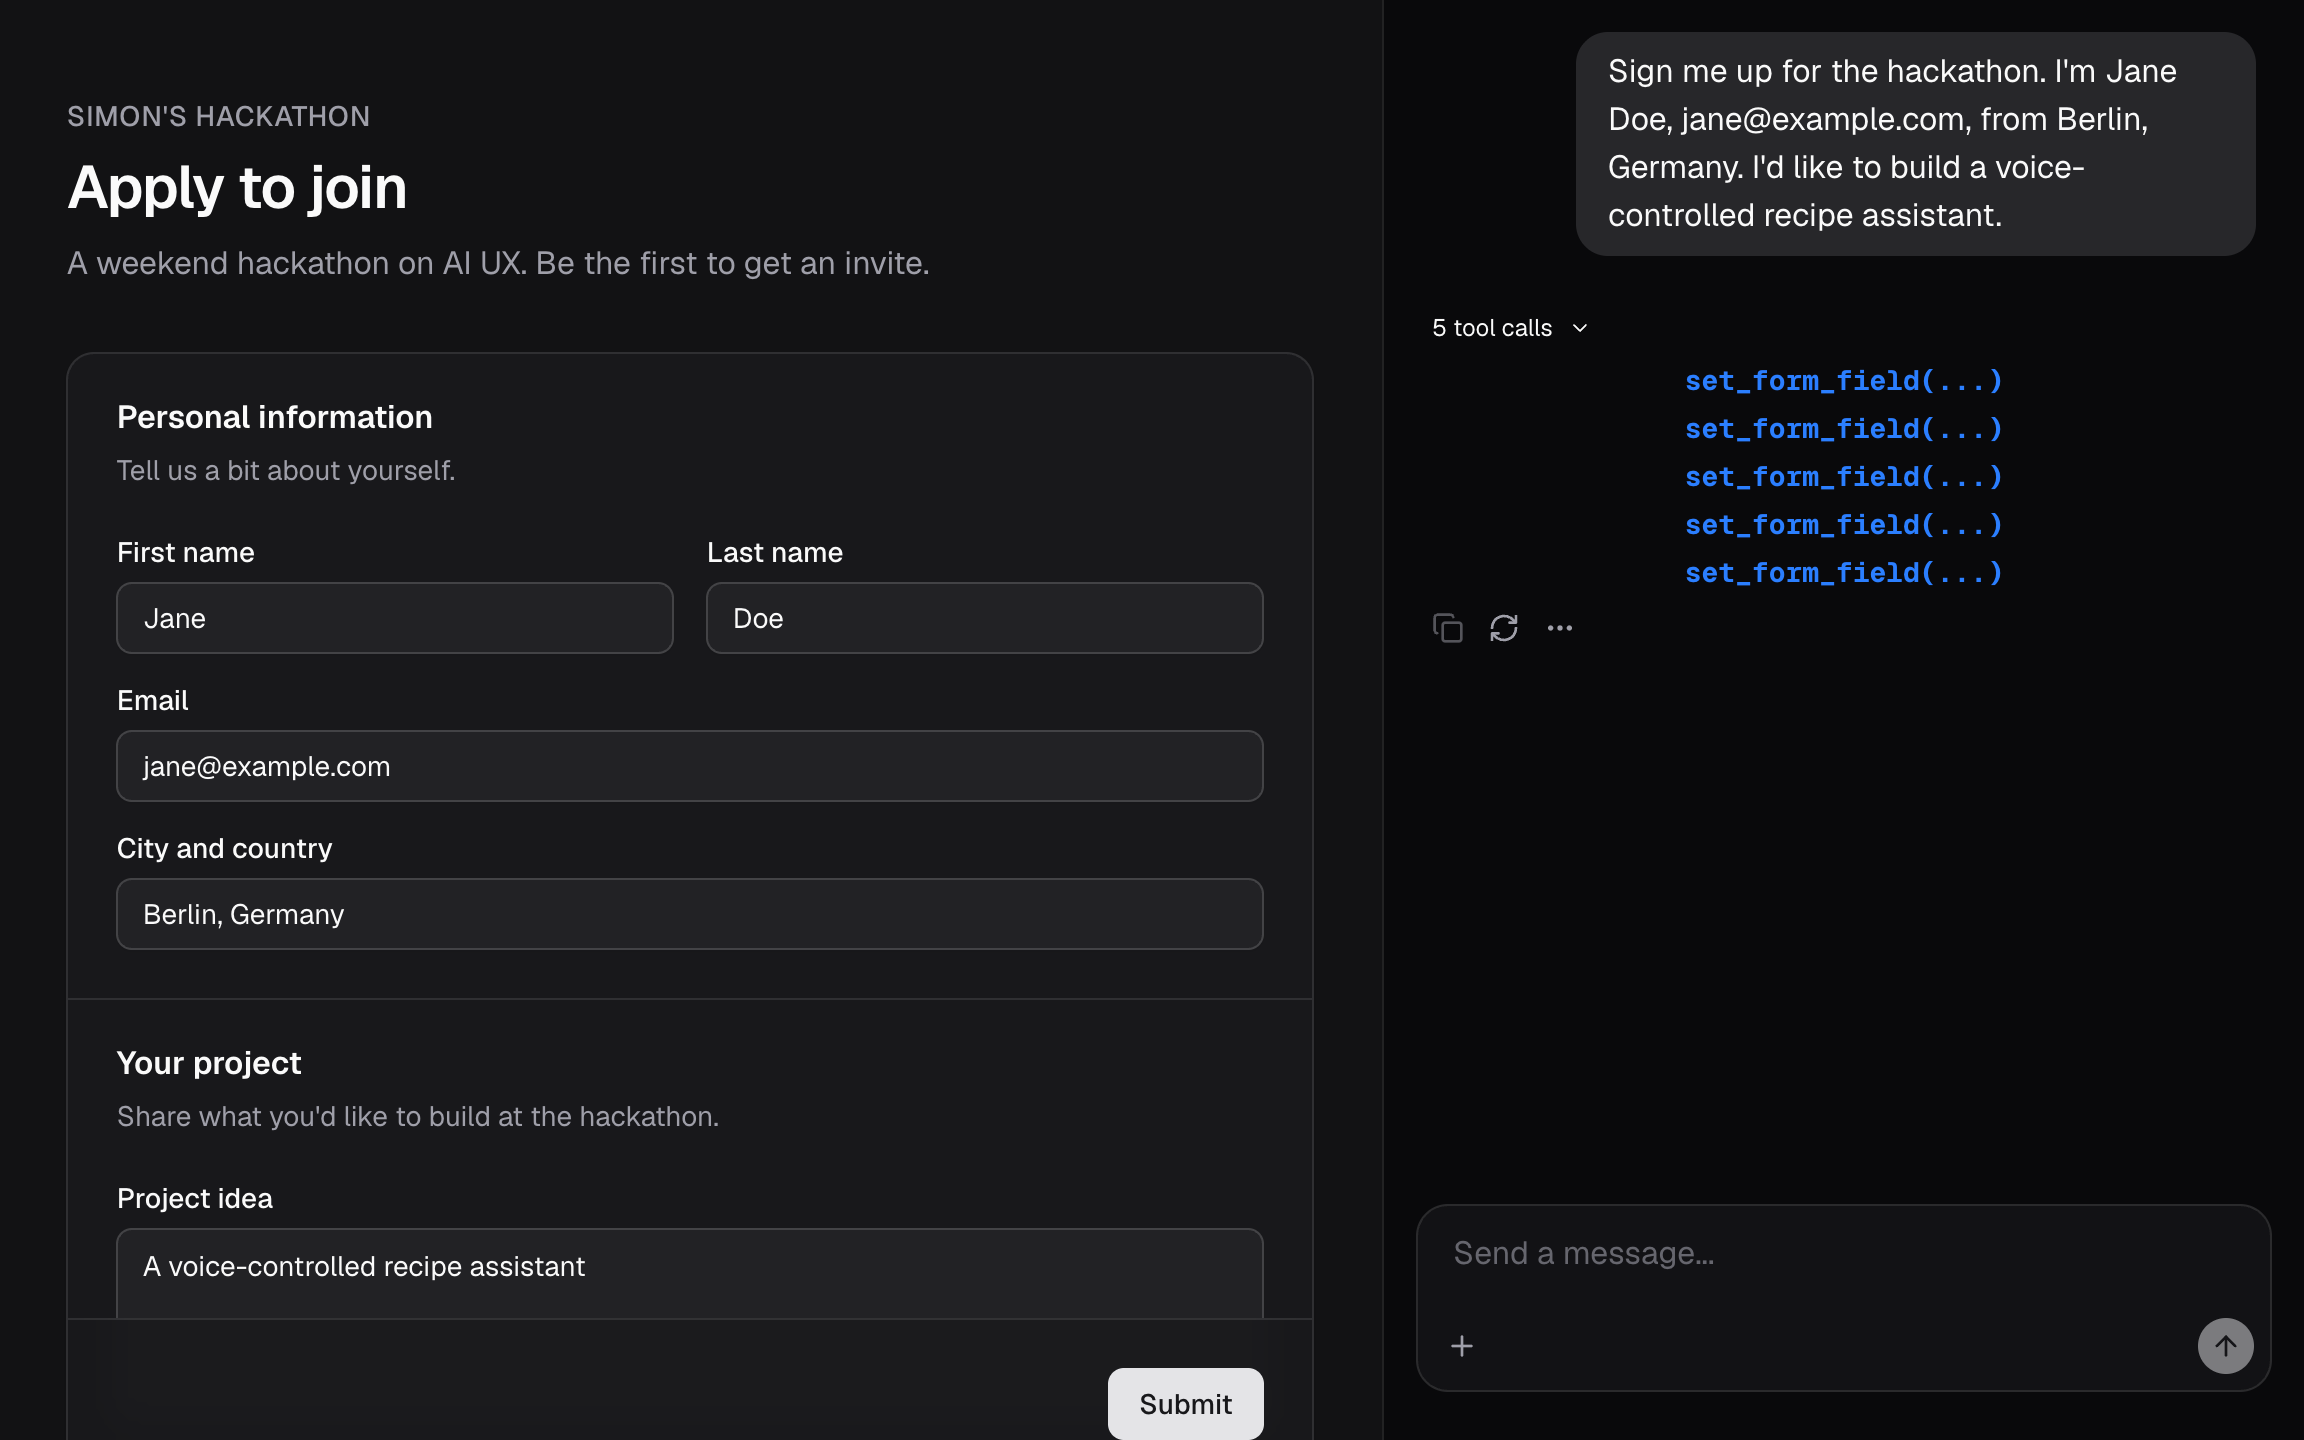 SIMON'S HACKATHON
Apply to join
A weekend hackathon on AI UX. Be the first to get an invite.
Personal information
Tell us a bit about yourself.
First name
Last name
Jane
Doe
Email
jane@example.com
City and country
Berlin, Germany
Your project
Share what you'd like to build at the hackathon.
Project idea
A voice-controlled recipe assistant
Submit
Sign me up for the hackathon. I'm Jane
Doe, jane@example.com, from Berlin,
Germany. I'd like to build a voice-
controlled recipe assistant.
5 tool calls
set_form_field(...)
set_form_field(...)
set_form_field(...)
set_form_field(...)
set_form_field(...)
Send a message...